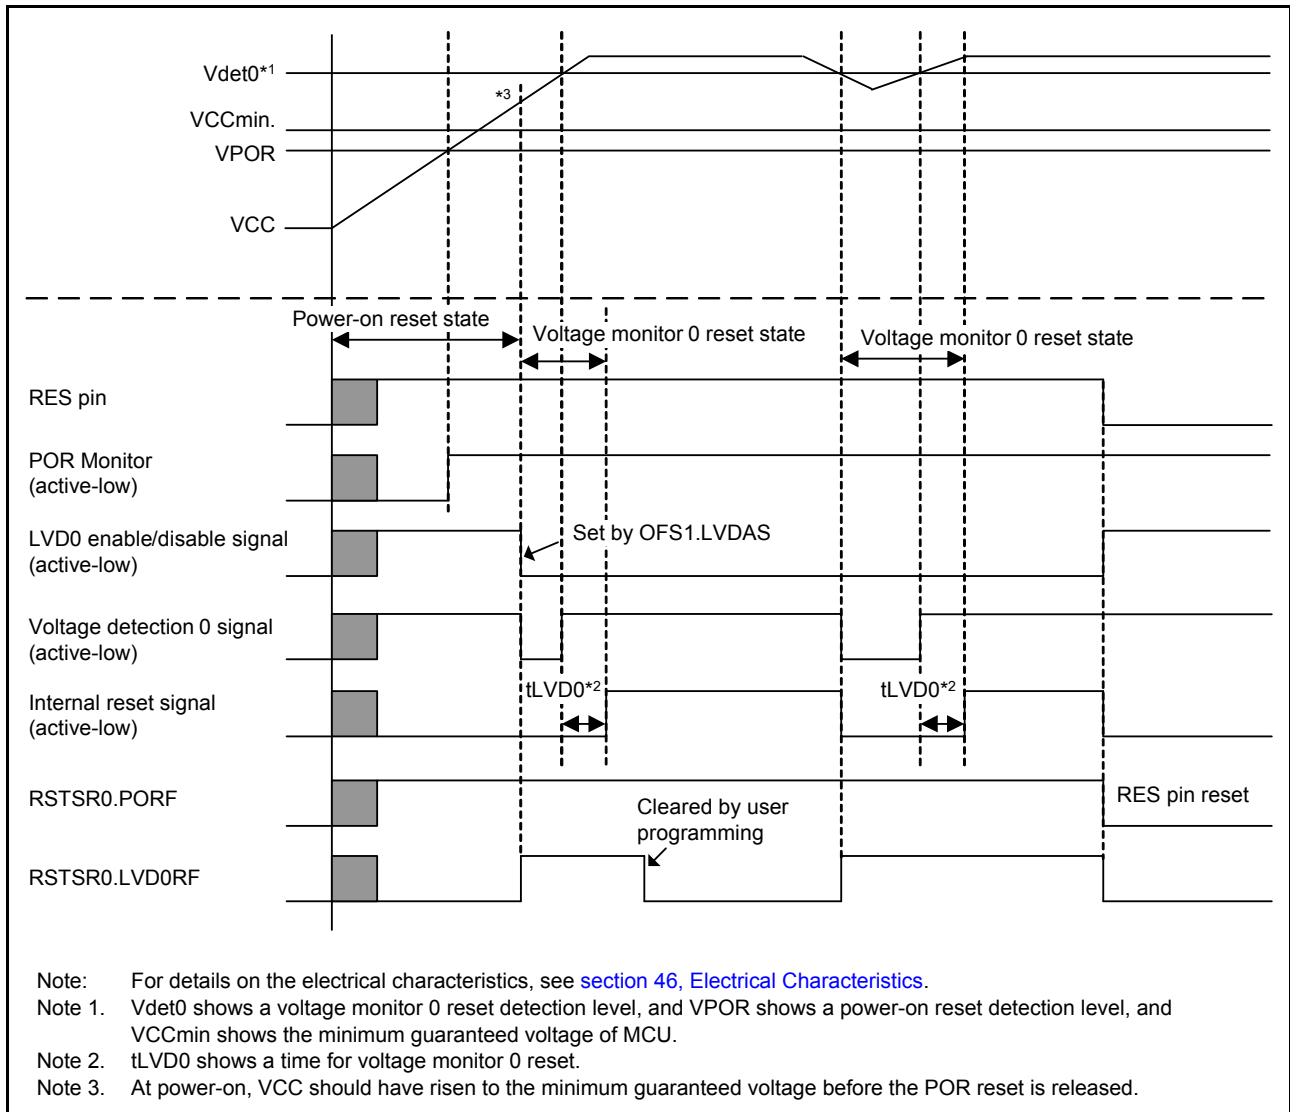 Vdet0*1
*3
VCCmin.
VPOR
VCC
Power-on reset state
Voltage monitor 0 reset state
Voltage monitor 0 reset state
RES pin
POR Monitor
(active-low)
LVD0 enable/disable signal
(active-low)
Set by OFS1.LVDAS
Voltage detection 0 signal
(active-low)
Internal reset signal
(active-low)
tLVD0*2
tLVD0*2
RSTSR0.PORF
RES pin reset
Cleared by user
programming
RSTSR0.LVD0RF
Note: For details on the electrical characteristics, see section 46, Electrical Characteristics.
Note 1. Vdet0 shows a voltage monitor 0 reset detection level, and VPOR shows a power-on reset detection level, and
VCCmin shows the minimum guaranteed voltage of MCU.
Note 2. tLVD0 shows a time for voltage monitor 0 reset.
Note 3. At power-on, VCC should have risen to the minimum guaranteed voltage before the POR reset is released.